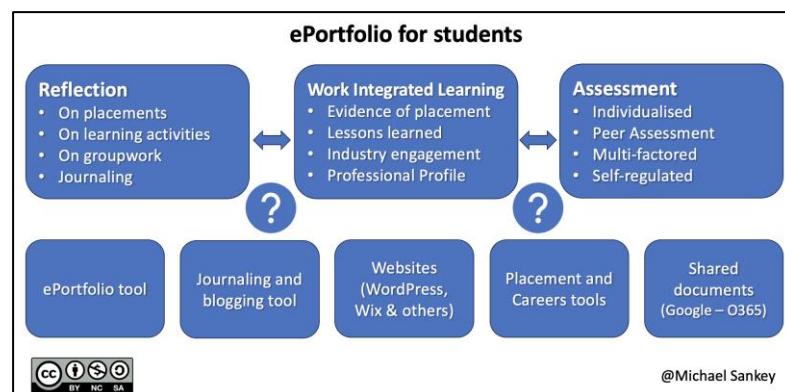 ePortfolio for students
Reflection
• On placements
• On learning activities
• On groupwork
• Journaling
Work Integrated Learning
• Evidence of placement
• Lessons learned
• Industry engagement
• Professional Profile
Assessment
• Individualised
• Peer Assessment
• Multi-factored
• Self-regulated
?
?
ePortfolio tool
Journaling and
blogging tool
Websites
(WordPress,
Wix & others)
Placement and
Careers tools
Shared
documents
(Google – O365)
cc
BY NC SA
@Michael Sankey